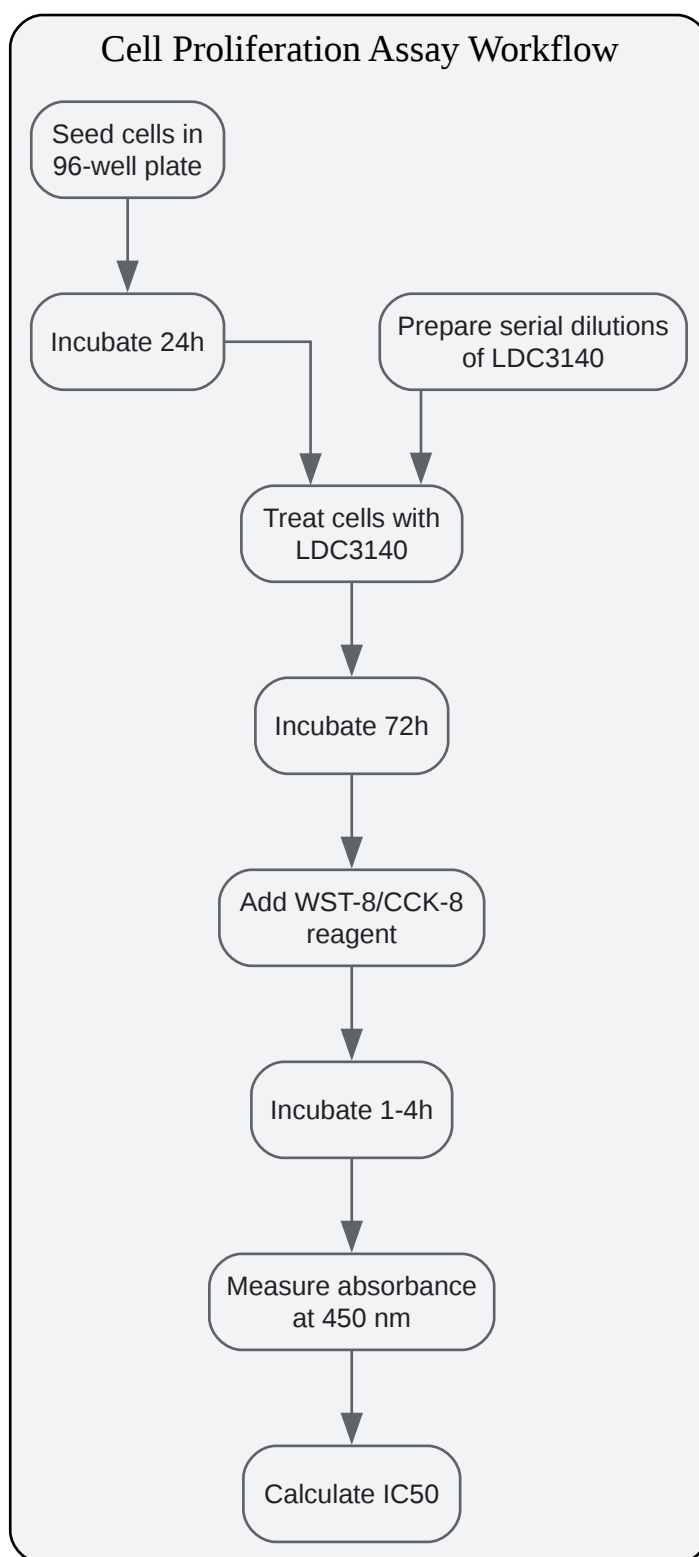 Cell Proliferation Assay Workflow
Seed cells in
96-well plate
Incubate 24h
Prepare serial dilutions
of LDC3140
Treat cells with
LDC3140
Incubate 72h
Add WST-8/CCK-8
reagent
Incubate 1-4h
Measure absorbance
at 450 nm
Calculate IC50